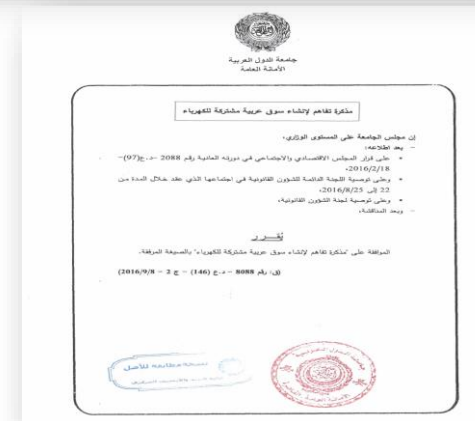 جامعة الدول العربية
الأمانة العامة
مذكرة تفاهم لإنشاء سوق عربية مشتركة للكهرباء
إن مجلس الجامعة على المستوى الوزاري،
- بعد اطلاعه:
• على قرار المجلس الاقتصادي والاجتماعي في دورته العادية رقم 2088 -د.ع(97)-
2016/2/18،
• وعلى توصية اللجنة الدائمة للشؤون القانونية في اجتماعها الذي عقد خلال المدة من
22 إلى 2016/8/25،
• وعلى توصية لجنة الشؤون القانونية،
- وبعد المناقشة،
يُقــرر
الموافقة على "مذكرة تفاهم لإنشاء سوق عربية مشتركة للكهرباء" بالصيغة المرفقة.
(ق: رقم 8088 - د.ع (146) - ج 2 - 2016/9/8)
نسخة مطابقة للأصل